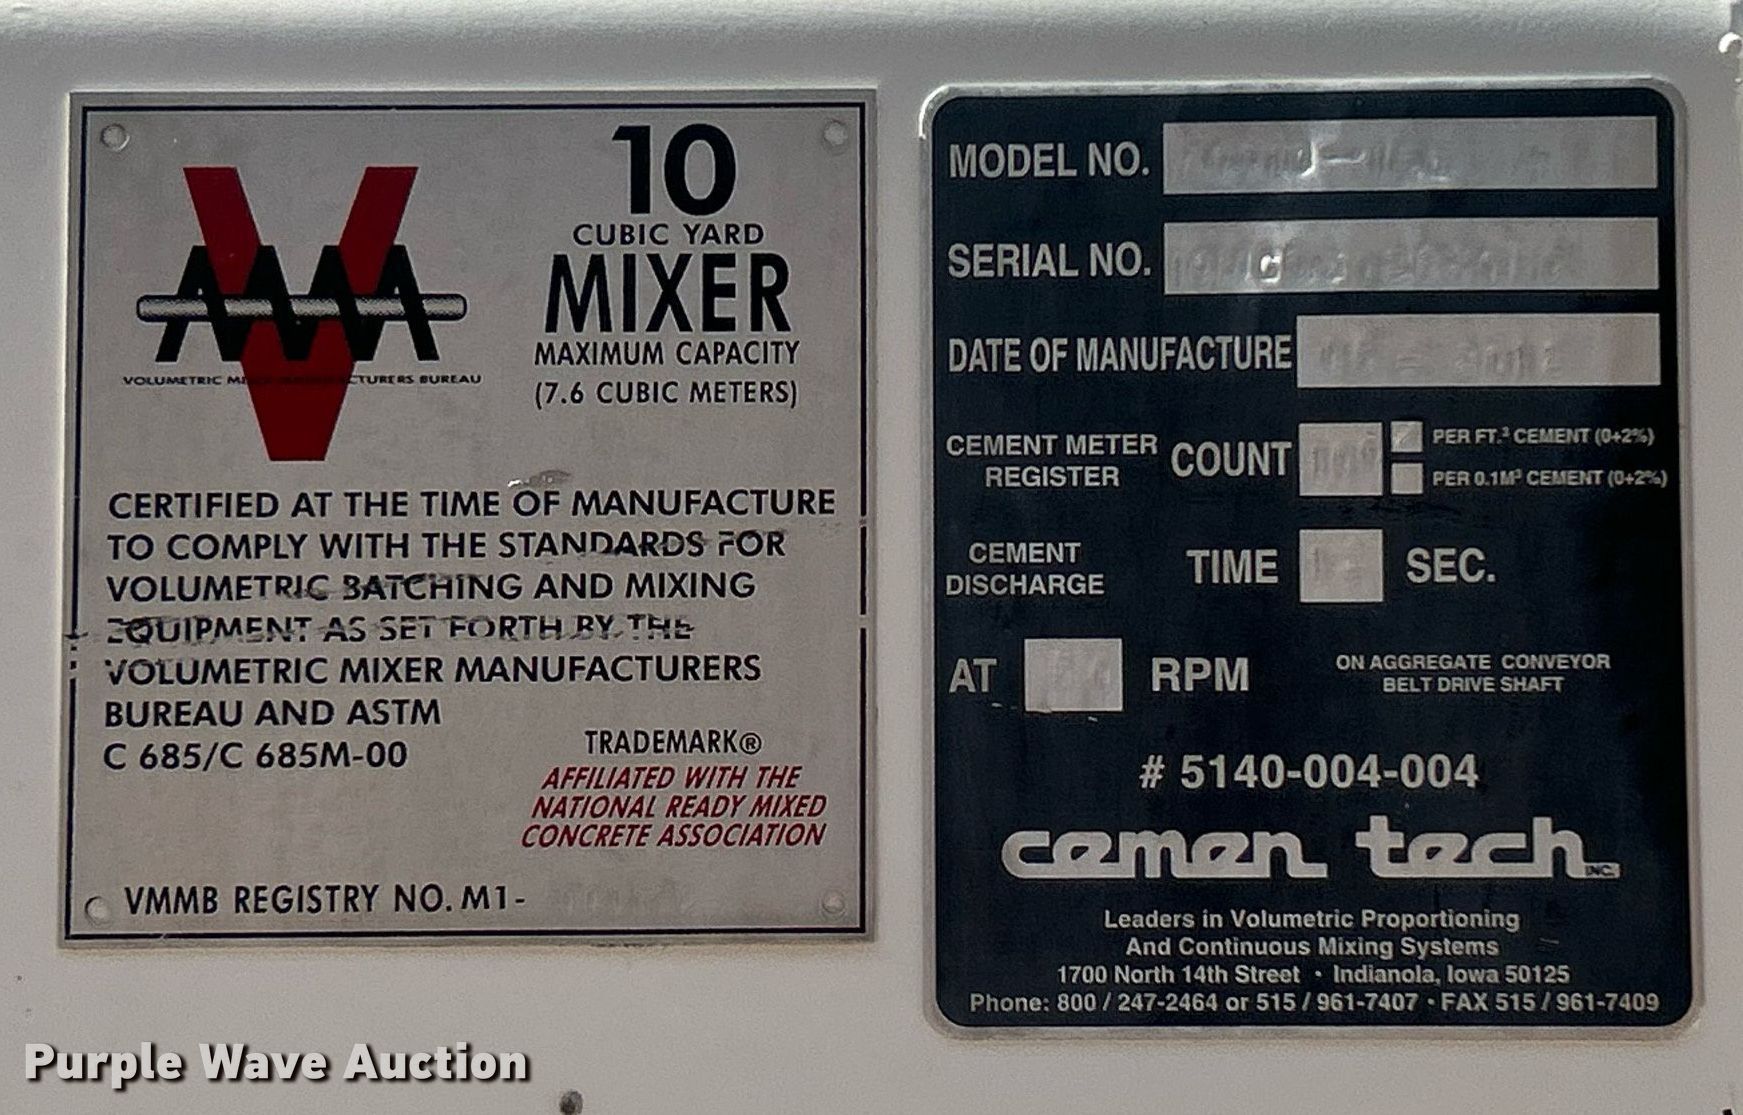 10
CUBIC YARD
MIXER
MAXIMUM CAPACITY
(7.6 CUBIC METERS)
VOLUMETRIC MIXER MANUFACTURERS BUREAU
CERTIFIED AT THE TIME OF MANUFACTURE
TO COMPLY WITH THE STANDARDS FOR
VOLUMETRIC BATCHING AND MIXING
EQUIPMENT AS SET FORTH BY THE
VOLUMETRIC MIXER MANUFACTURERS
BUREAU AND ASTM
C 685/C 685M-00
TRADEMARK®
AFFILIATED WITH THE
NATIONAL READY MIXED
CONCRETE ASSOCIATION
VMMB REGISTRY NO. M1-
MODEL NO.
SERIAL NO.
DATE OF MANUFACTURE
CEMENT METER REGISTER COUNT
PER FT.³ CEMENT (0+2%)
PER 0.1M³ CEMENT (0+2%)
CEMENT DISCHARGE TIME SEC.
AT RPM
ON AGGREGATE CONVEYOR
BELT DRIVE SHAFT
# 5140-004-004
cemen tech INC.
Leaders in Volumetric Proportioning
And Continuous Mixing Systems
1700 North 14th Street · Indianola, Iowa 50125
Phone: 800 / 247-2464 or 515 / 961-7407 · FAX 515 / 961-7409
Purple Wave Auction